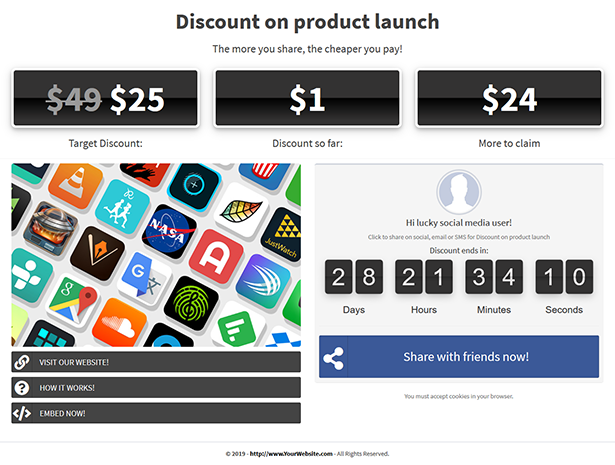 Discount on product launch
The more you share, the cheaper you pay!
$49 $25
$1
$24
Target Discount:
Discount so far:
More to claim
NASA
JustWatch
A
G
Hi lucky social media user!
Click to share on social, email or SMS for Discount on product launch
Discount ends in:
28 21 34 10
Days Hours Minutes Seconds
Share with friends now!
You must accept cookies in your browser.
VISIT OUR WEBSITE!
HOW IT WORKS!
EMBED NOW!
© 2019 - http://www.YourWebsite.com - All Rights Reserved.